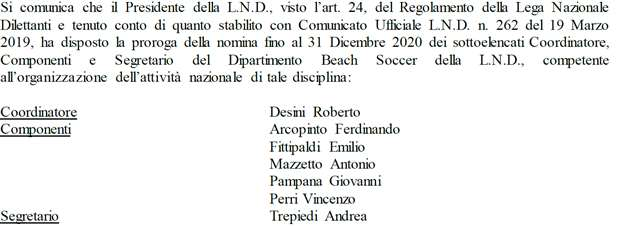 Si comunica che il Presidente della L.N.D., visto l'art. 24, del Regolamento della Lega Nazionale
Dilettanti e tenuto conto di quanto stabilito con Comunicato Ufficiale L.N.D. n. 262 del 19 Marzo
2019, ha disposto la proroga della nomina fino al 31 Dicembre 2020 dei sottoelencati Coordinatore,
Componenti e Segretario del Dipartimento Beach Soccer della L.N.D., competente
all'organizzazione dell'attività nazionale di tale disciplina:
Coordinatore Desini Roberto
Componenti Arcopinto Ferdinando
Fittipaldi Emilio
Mazzetto Antonio
Pampana Giovanni
Perri Vincenzo
Segretario Trepiedi Andrea